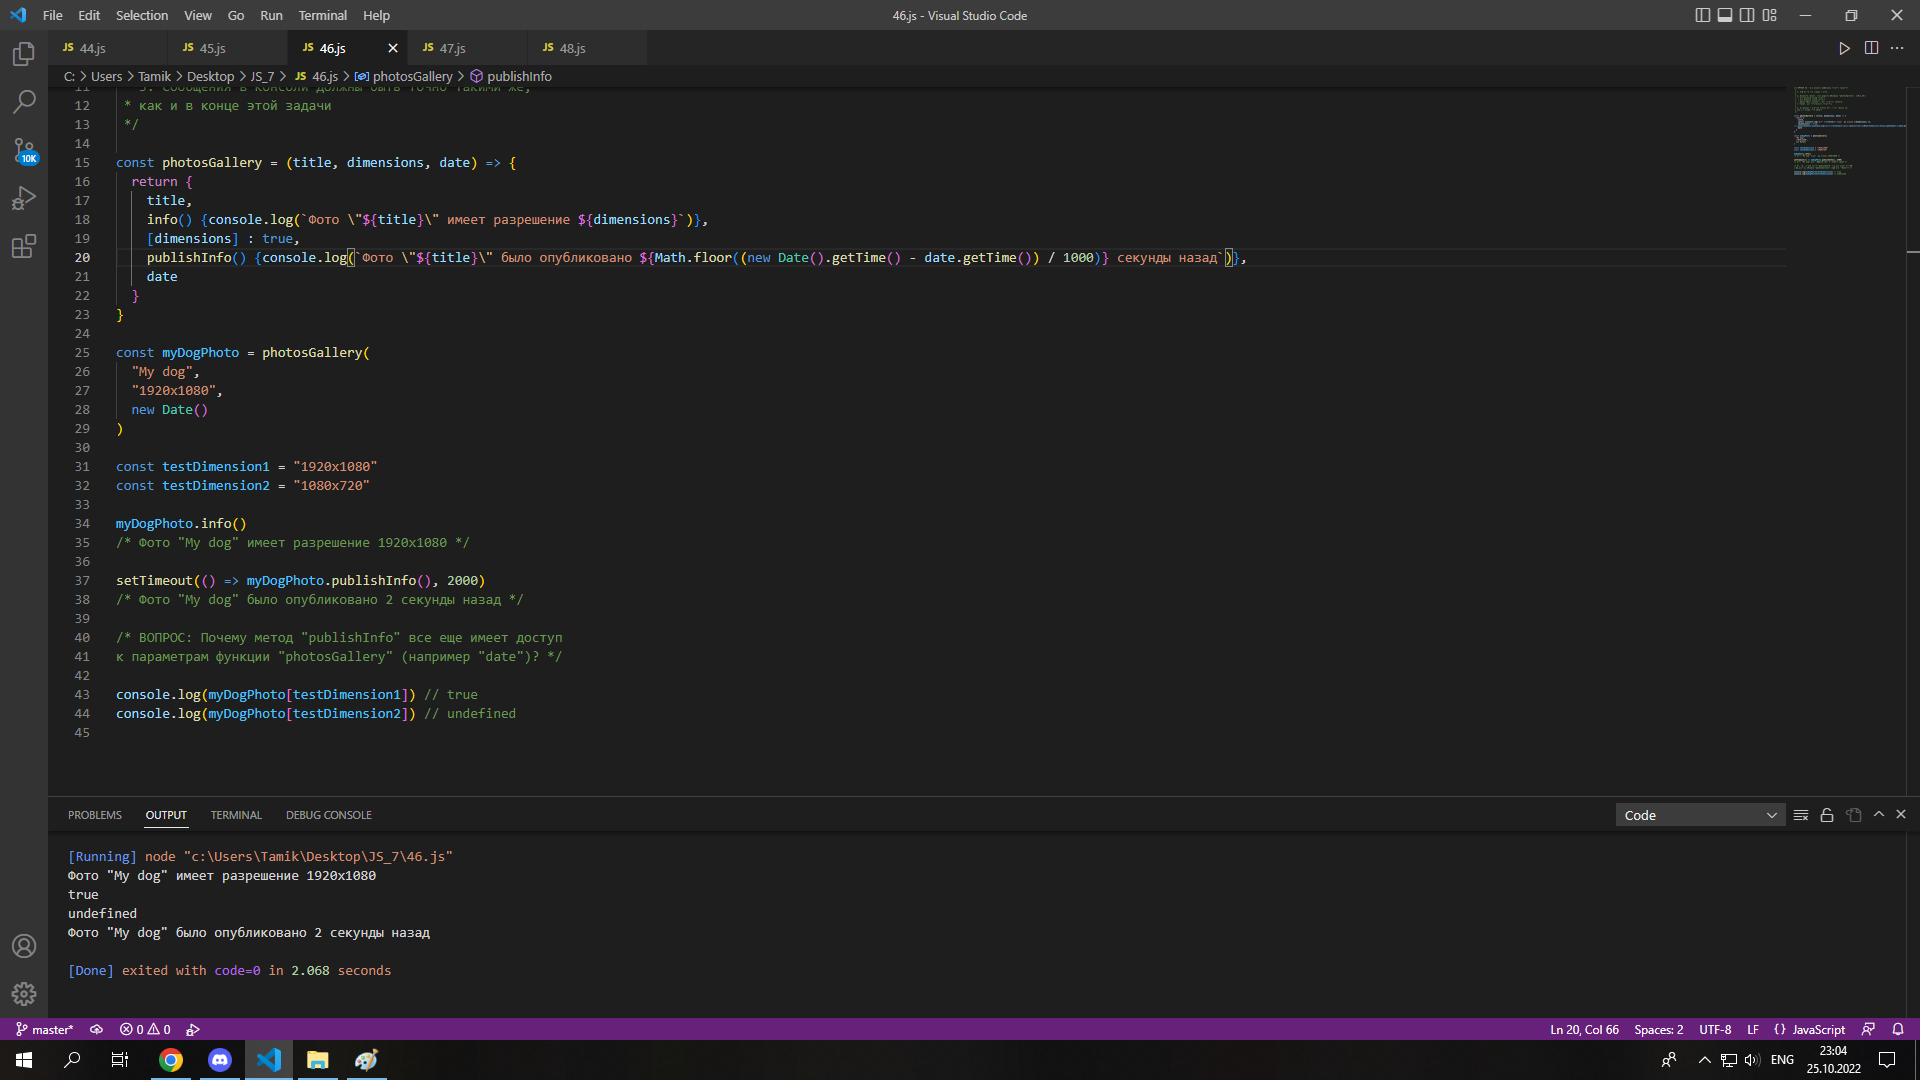 File Edit Selection View Go Run Terminal Help
46.js - Visual Studio Code
JS 44.js
JS 45.js
JS 46.js
JS 47.js
JS 48.js
C: > Users > Tamik > Desktop > JS_7 > JS 46.js > photosGallery > publishInfo
11 * 3. Сообщения в консоли должны быть точно такими же,
12 * как и в конце этой задачи
13 */
14
15 const photosGallery = (title, dimensions, date) => {
16 return {
17 title,
18 info() {console.log(`Фото \"${title}\" имеет разрешение ${dimensions}`)},
19 [dimensions] : true,
20 publishInfo() {console.log(`Фото \"${title}\" было опубликовано ${Math.floor((new Date().getTime() - date.getTime()) / 1000)} секунды назад`)},
21 date
22 }
23 }
24
25 const myDogPhoto = photosGallery(
26 "My dog",
27 "1920x1080",
28 new Date()
29 )
30
31 const testDimension1 = "1920x1080"
32 const testDimension2 = "1080x720"
33
34 myDogPhoto.info()
35 /* Фото "My dog" имеет разрешение 1920x1080 */
36
37 setTimeout(() => myDogPhoto.publishInfo(), 2000)
38 /* Фото "My dog" было опубликовано 2 секунды назад */
39
40 /* ВОПРОС: Почему метод "publishInfo" все еще имеет доступ
41 к параметрам функции "photosGallery" (например "date")? */
42
43 console.log(myDogPhoto[testDimension1]) // true
44 console.log(myDogPhoto[testDimension2]) // undefined
45
10K
PROBLEMS OUTPUT TERMINAL DEBUG CONSOLE
Code
[Running] node "c:\Users\Tamik\Desktop\JS_7\46.js"
Фото "My dog" имеет разрешение 1920x1080
true
undefined
Фото "My dog" было опубликовано 2 секунды назад
[Done] exited with code=0 in 2.068 seconds
master* 0 0
Ln 20, Col 66 Spaces: 2 UTF-8 LF {} JavaScript
ENG
23:04
25.10.2022